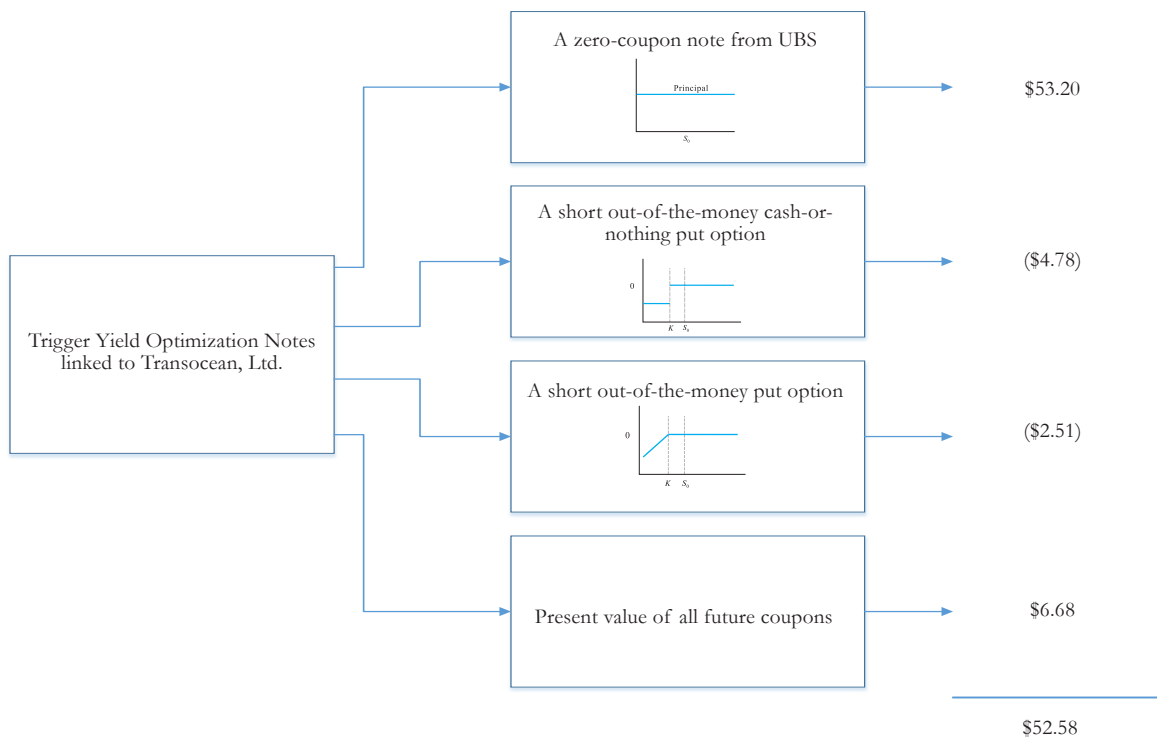 A zero-coupon note from UBS
Principal
S₀
$53.20
A short out-of-the-money cash-or-
nothing put option
0
K
S₀
($4.78)
Trigger Yield Optimization Notes
linked to Transocean, Ltd.
A short out-of-the-money put option
0
K
S₀
($2.51)
Present value of all future coupons
$6.68
$52.58